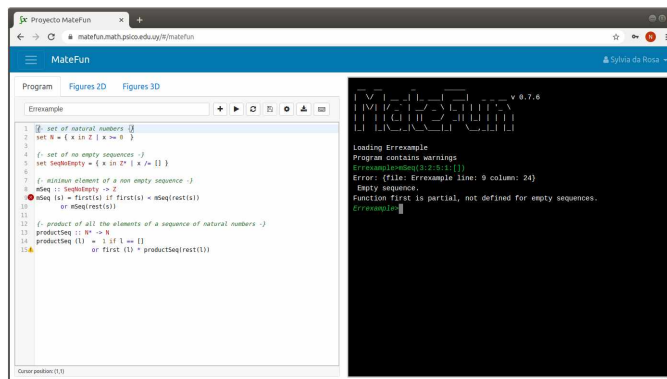 Proyecto MateFun
matefun.math.psico.edu.uy/#/matefun
N
MateFun
Sylvia da Rosa
Program
Figures 2D
Figures 3D
Errexample
1 {- set of natural numbers -}
2 set N = { x in Z | x >= 0 }
3
4 {- set of no empty sequences -}
5 set SeqNoEmpty = { x in Z* | x /= [] }
6
7 {- minimun element of a non empty sequence -}
8 mSeq :: SeqNoEmpty -> Z
9 mSeq (s) = first(s) if first(s) < mSeq(rest(s))
10 or mSeq(rest(s))
11
12 {- product of all the elements of a sequence of natural numbers -}
13 productSeq :: N* -> N
14 productSeq (l) = 1 if l == []
15 or first (l) * productSeq(rest(l))
Cursor position: (1,1)
MateFun
v 0.7.6
Loading Errexample
Program contains warnings
Errexample>mSeq(3:2:5:1:[])
Error: {file: Errexample line: 9 column: 24}
Empty sequence.
Function first is partial, not defined for empty sequences.
Errexample>